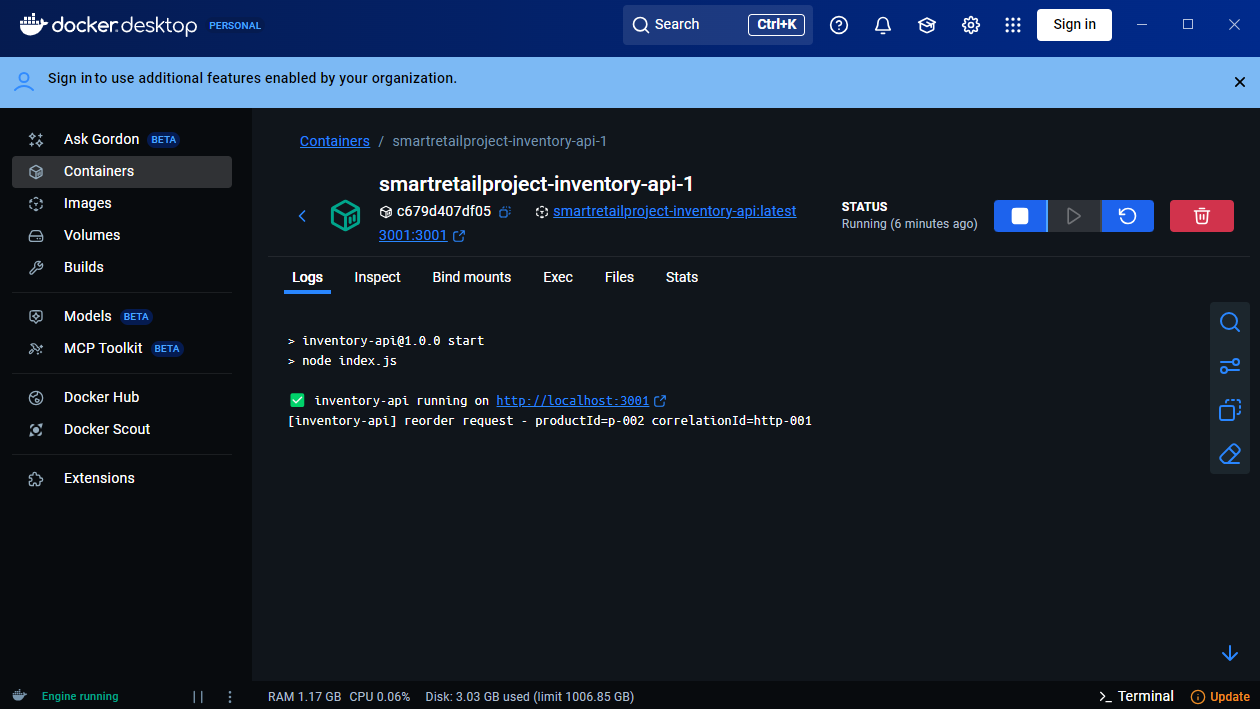 docker.desktop PERSONAL
Search Ctrl+K
Sign in
Sign in to use additional features enabled by your organization.
Ask Gordon BETA
Containers
Images
Volumes
Builds
Models BETA
MCP Toolkit BETA
Docker Hub
Docker Scout
Extensions
Containers / smartretailproject-inventory-api-1
smartretailproject-inventory-api-1
c679d407df05 smartretailproject-inventory-api:latest
3001:3001
STATUS
Running (6 minutes ago)
Logs Inspect Bind mounts Exec Files Stats
> inventory-api@1.0.0 start
> node index.js
✅ inventory-api running on http://localhost:3001
[inventory-api] reorder request - productId=p-002 correlationId=http-001
Engine running
RAM 1.17 GB CPU 0.06% Disk: 3.03 GB used (limit 1006.85 GB)
Terminal
Update